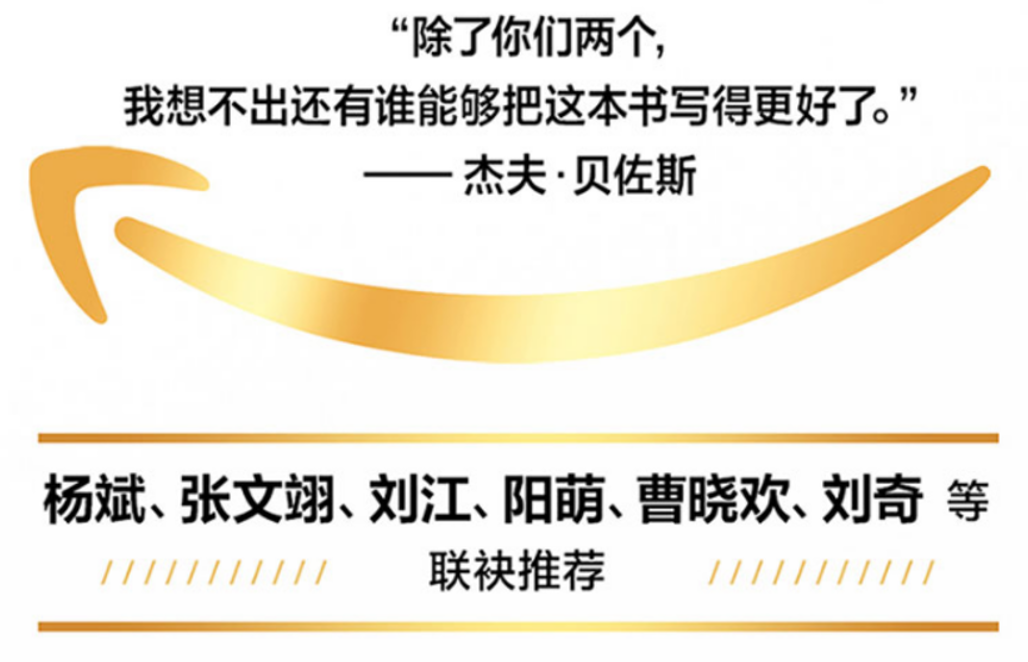 “除了你们两个，
我想不出还有谁能够把这本书写得更好了。”
—— 杰夫·贝佐斯
杨斌、张文翊、刘江、阳萌、曹晓欢、刘奇 等
联袂推荐